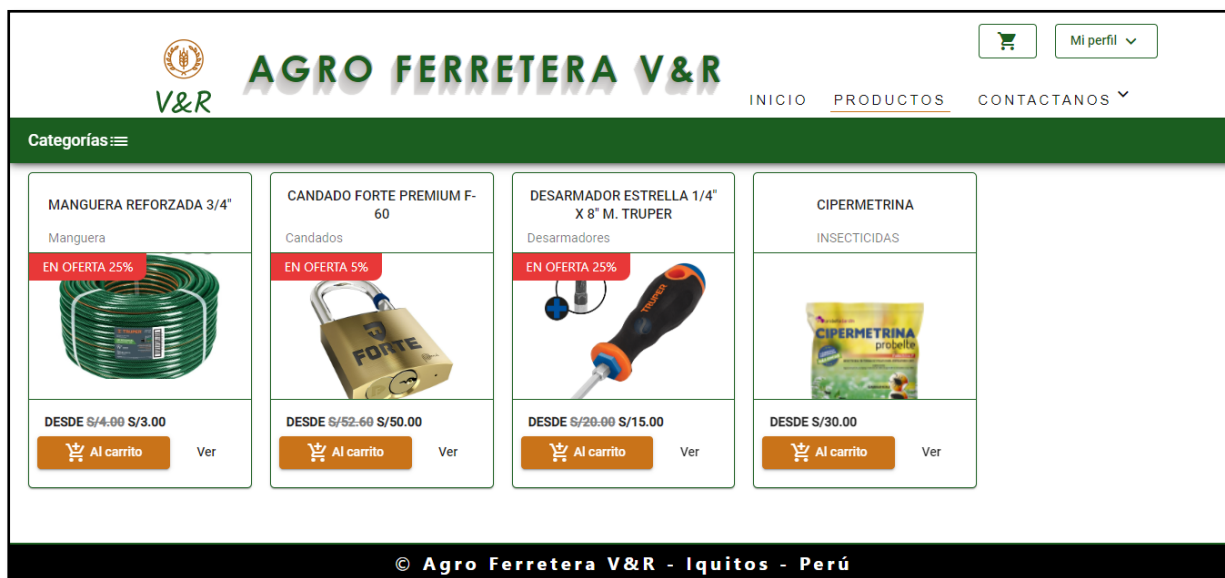 V&R
AGRO FERRETERA V&R
Mi perfil
INICIO PRODUCTOS CONTACTANOS
Categorías
MANGUERA REFORZADA 3/4"
Manguera
EN OFERTA 25%
DESDE S/4.00 S/3.00
Al carrito Ver
CANDADO FORTE PREMIUM F-
60
Candados
EN OFERTA 5%
FORTE
DESDE S/52.60 S/50.00
Al carrito Ver
DESARMADOR ESTRELLA 1/4"
X 8" M. TRUPER
Desarmadores
EN OFERTA 25%
TRUPER
DESDE S/20.00 S/15.00
Al carrito Ver
CIPERMETRINA
INSECTICIDAS
CIPERMETRINA
probelte
DESDE S/30.00
Al carrito Ver
© Agro Ferretera V&R - Iquitos - Perú